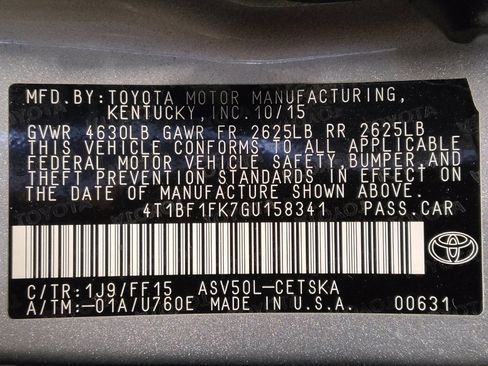 MFD.BY:TOYOTA MOTOR MANUFACTURING,
KENTUCKY, INC. 10/15
GVWR 4630LB GAWR FR 2625LB RR 2625LB
THIS VEHICLE CONFORMS TO ALL APPLICABLE
FEDERAL MOTOR VEHICLE SAFETY,BUMPER,AND
THEFT PREVENTION STANDARDS IN EFFECT ON
THE DATE OF MANUFACTURE SHOWN ABOVE.
4T1BF1FK7GU158341 PASS.CAR
C/TR:1J9/FF15 ASV50L-CETSKA
A/TM:-01A/U760E MADE IN U.S.A. 00631